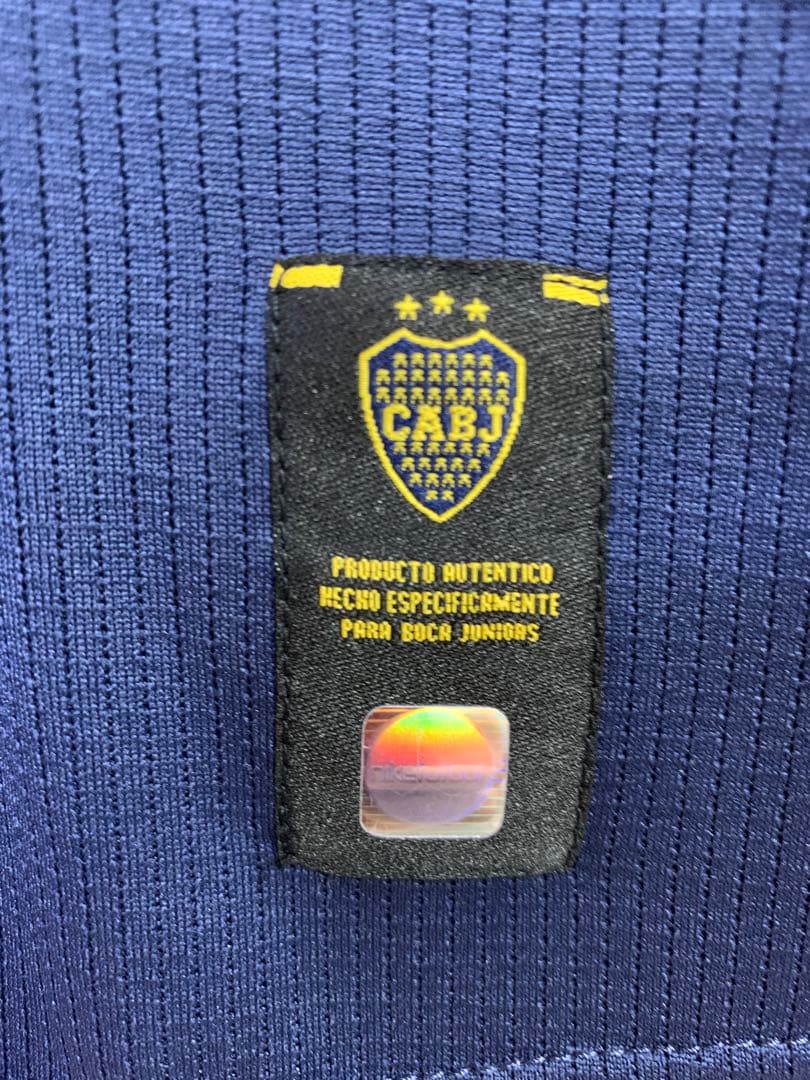 CABJ
PRODUCTO AUTENTICO
HECHO ESPECIFICAMENTE
PARA BOCA JUNIORS